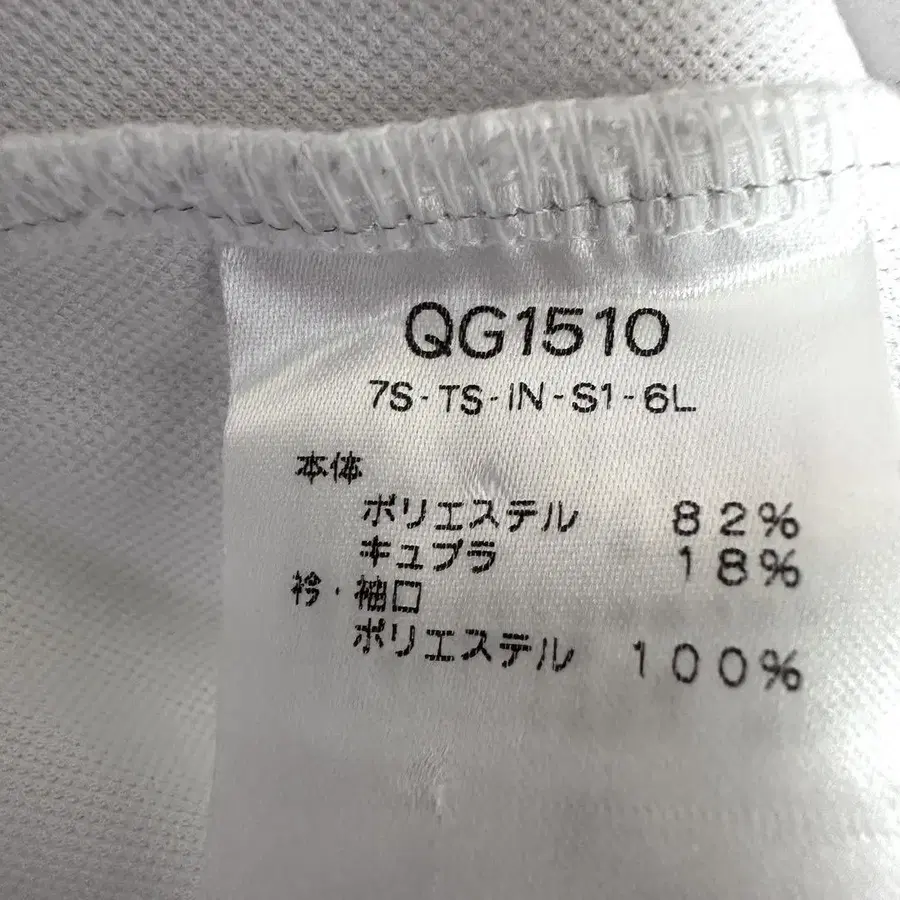 QG1510
7S-TS-IN-S1-6L
本体
ポリエステル 82%
キュプラ 18%
衿・袖口
ポリエステル 100%